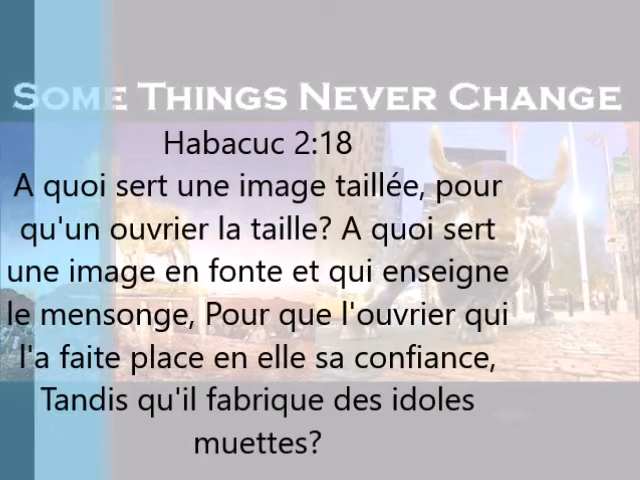 SOME THINGS NEVER CHANGE
Habacuc 2:18
A quoi sert une image taillée, pour
qu'un ouvrier la taille? A quoi sert
une image en fonte et qui enseigne
le mensonge, Pour que l'ouvrier qui
l'a faite place en elle sa confiance,
Tandis qu'il fabrique des idoles
muettes?